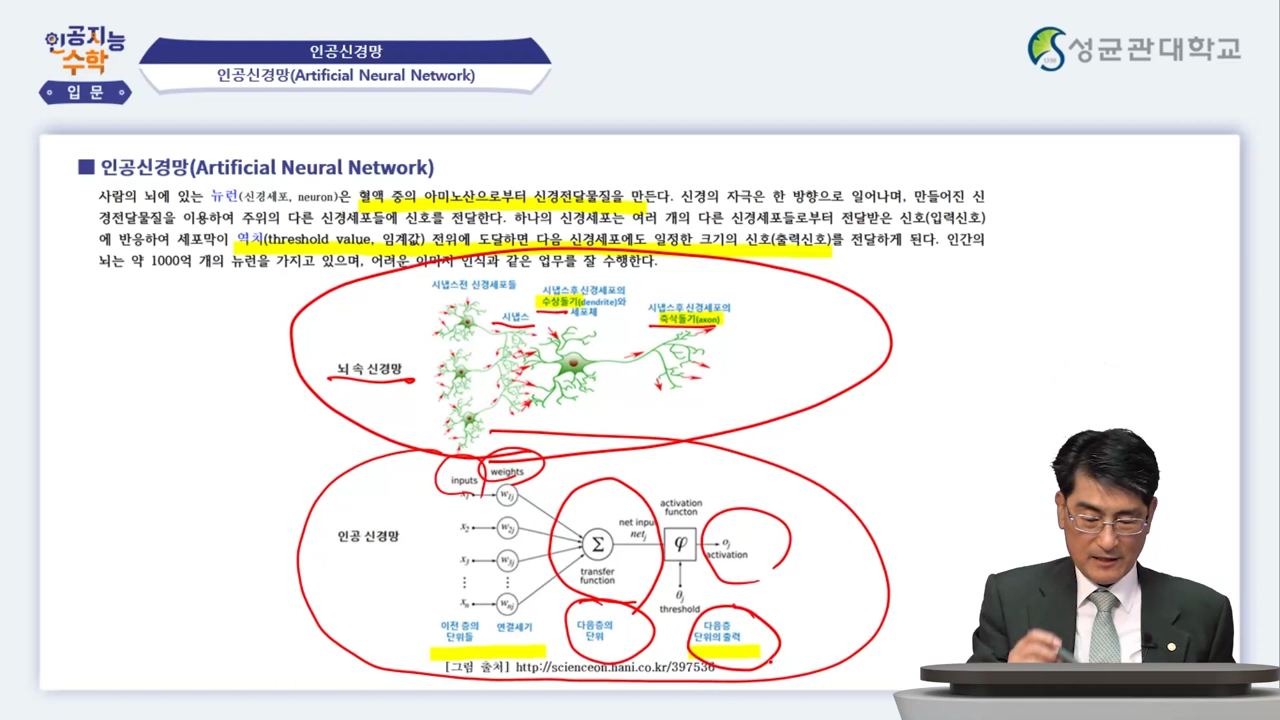 인공지능
수학
입문
인공신경망
인공신경망(Artificial Neural Network)
성균관대학교
■ 인공신경망(Artificial Neural Network)
사람의 뇌에 있는 뉴런(신경세포, neuron)은 혈액 중의 아미노산으로부터 신경전달물질을 만든다. 신경의 자극은 한 방향으로 일어나며, 만들어진 신
경전달물질을 이용하여 주위의 다른 신경세포들에 신호를 전달한다. 하나의 신경세포는 여러 개의 다른 신경세포들로부터 전달받은 신호(입력신호)
에 반응하여 세포막이 역치(threshold value, 임계값) 전위에 도달하면 다음 신경세포에도 일정한 크기의 신호(출력신호)를 전달하게 된다. 인간의
뇌는 약 1000억 개의 뉴런을 가지고 있으며, 어려운 이미지 인식과 같은 업무를 잘 수행한다.
시냅스전 신경세포들
시냅스
시냅스후 신경세포의
수상돌기(dendrite)와
세포체
시냅스후 신경세포의
축삭돌기(axon)
뇌 속 신경망
인공 신경망
inputs
weights
x₁
w₁ⱼ
x₂
w₂ⱼ
x₃
w₃ⱼ
⋮
⋮
xₙ
wₙⱼ
Σ
transfer
function
net input
netⱼ
activation
functon
φ
oⱼ
activation
θⱼ
threshold
이전 층의
단위들
연결세기
다음층의
단위
다음층
단위의 출력
[그림 출처] http://scienceon.hani.co.kr/397536